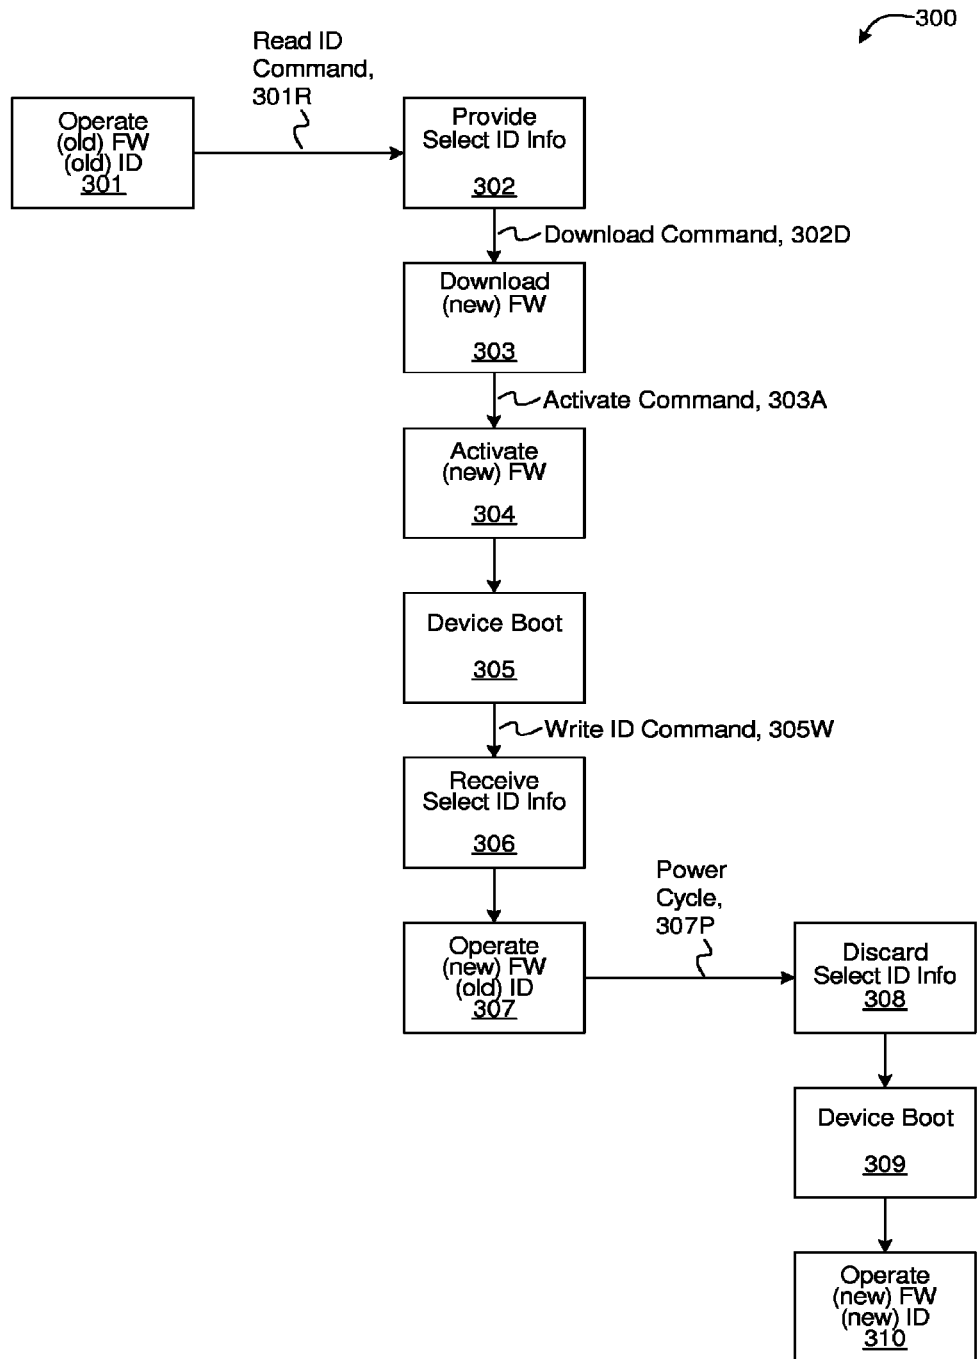 300
Read ID
Command,
301R
Operate
(old) FW
(old) ID
301
Provide
Select ID Info
302
Download Command, 302D
Download
(new) FW
303
Activate Command, 303A
Activate
(new) FW
304
Device Boot
305
Write ID Command, 305W
Receive
Select ID Info
306
Power
Cycle,
307P
Operate
(new) FW
(old) ID
307
Discard
Select ID Info
308
Device Boot
309
Operate
(new) FW
(new) ID
310